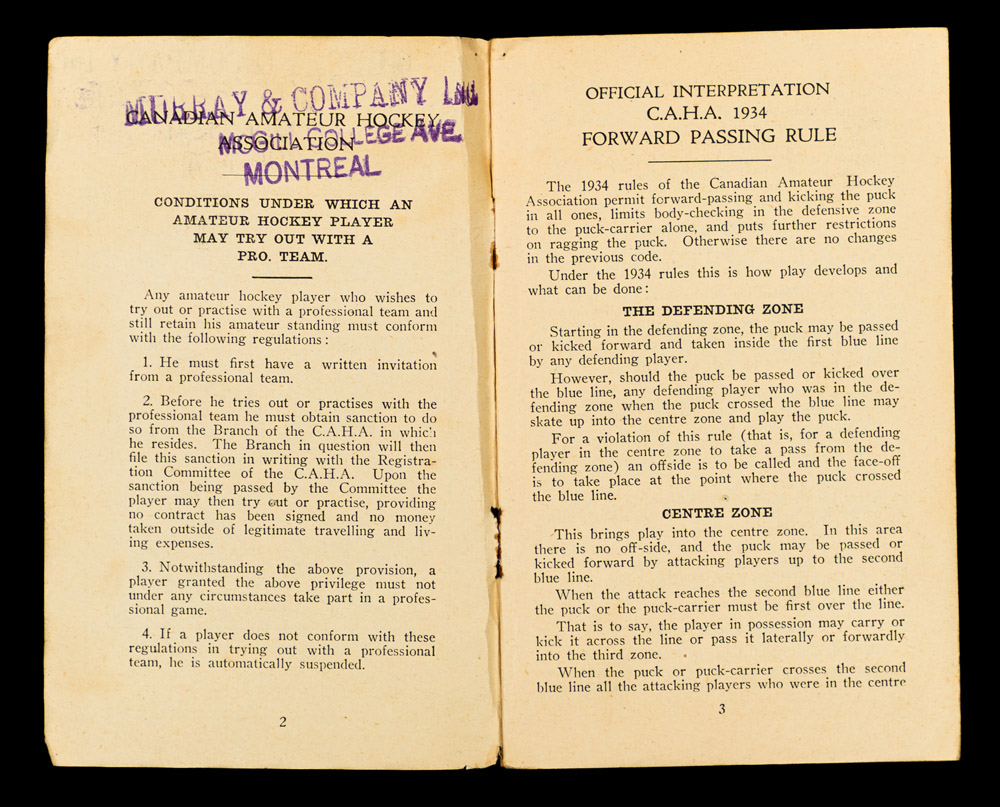 MURRAY & COMPANY INC.
CANADIAN AMATEUR HOCKEY
ASSOCIATION
McGILL COLLEGE AVE.
MONTREAL
CONDITIONS UNDER WHICH AN
AMATEUR HOCKEY PLAYER
MAY TRY OUT WITH A
PRO. TEAM.
Any amateur hockey player who wishes to
try out or practise with a professional team and
still retain his amateur standing must conform
with the following regulations:
1. He must first have a written invitation
from a professional team.
2. Before he tries out or practises with the
professional team he must obtain sanction to do
so from the Branch of the C.A.H.A. in which
he resides. The Branch in question will then
file this sanction in writing with the Registra-
tion Committee of the C.A.H.A. Upon the
sanction being passed by the Committee the
player may then try out or practise, providing
no contract has been signed and no money
taken outside of legitimate travelling and liv-
ing expenses.
3. Notwithstanding the above provision, a
player granted the above privilege must not
under any circumstances take part in a profes-
sional game.
4. If a player does not conform with these
regulations in trying out with a professional
team, he is automatically suspended.
2
OFFICIAL INTERPRETATION
C.A.H.A. 1934
FORWARD PASSING RULE
The 1934 rules of the Canadian Amateur Hockey
Association permit forward-passing and kicking the puck
in all ones, limits body-checking in the defensive zone
to the puck-carrier alone, and puts further restrictions
on ragging the puck. Otherwise there are no changes
in the previous code.
Under the 1934 rules this is how play develops and
what can be done:
THE DEFENDING ZONE
Starting in the defending zone, the puck may be passed
or kicked forward and taken inside the first blue line
by any defending player.
However, should the puck be passed or kicked over
the blue line, any defending player who was in the de-
fending zone when the puck crossed the blue line may
skate up into the centre zone and play the puck.
For a violation of this rule (that is, for a defending
player in the centre zone to take a pass from the de-
fending zone) an offside is to be called and the face-off
is to take place at the point where the puck crossed
the blue line.
CENTRE ZONE
This brings play into the centre zone. In this area
there is no off-side, and the puck may be passed or
kicked forward by attacking players up to the second
blue line.
When the attack reaches the second blue line either
the puck or the puck-carrier must be first over the line.
That is to say, the player in possession may carry or
kick it across the line or pass it laterally or forwardly
into the third zone.
When the puck or puck-carrier crosses the second
blue line all the attacking players who were in the centre
3